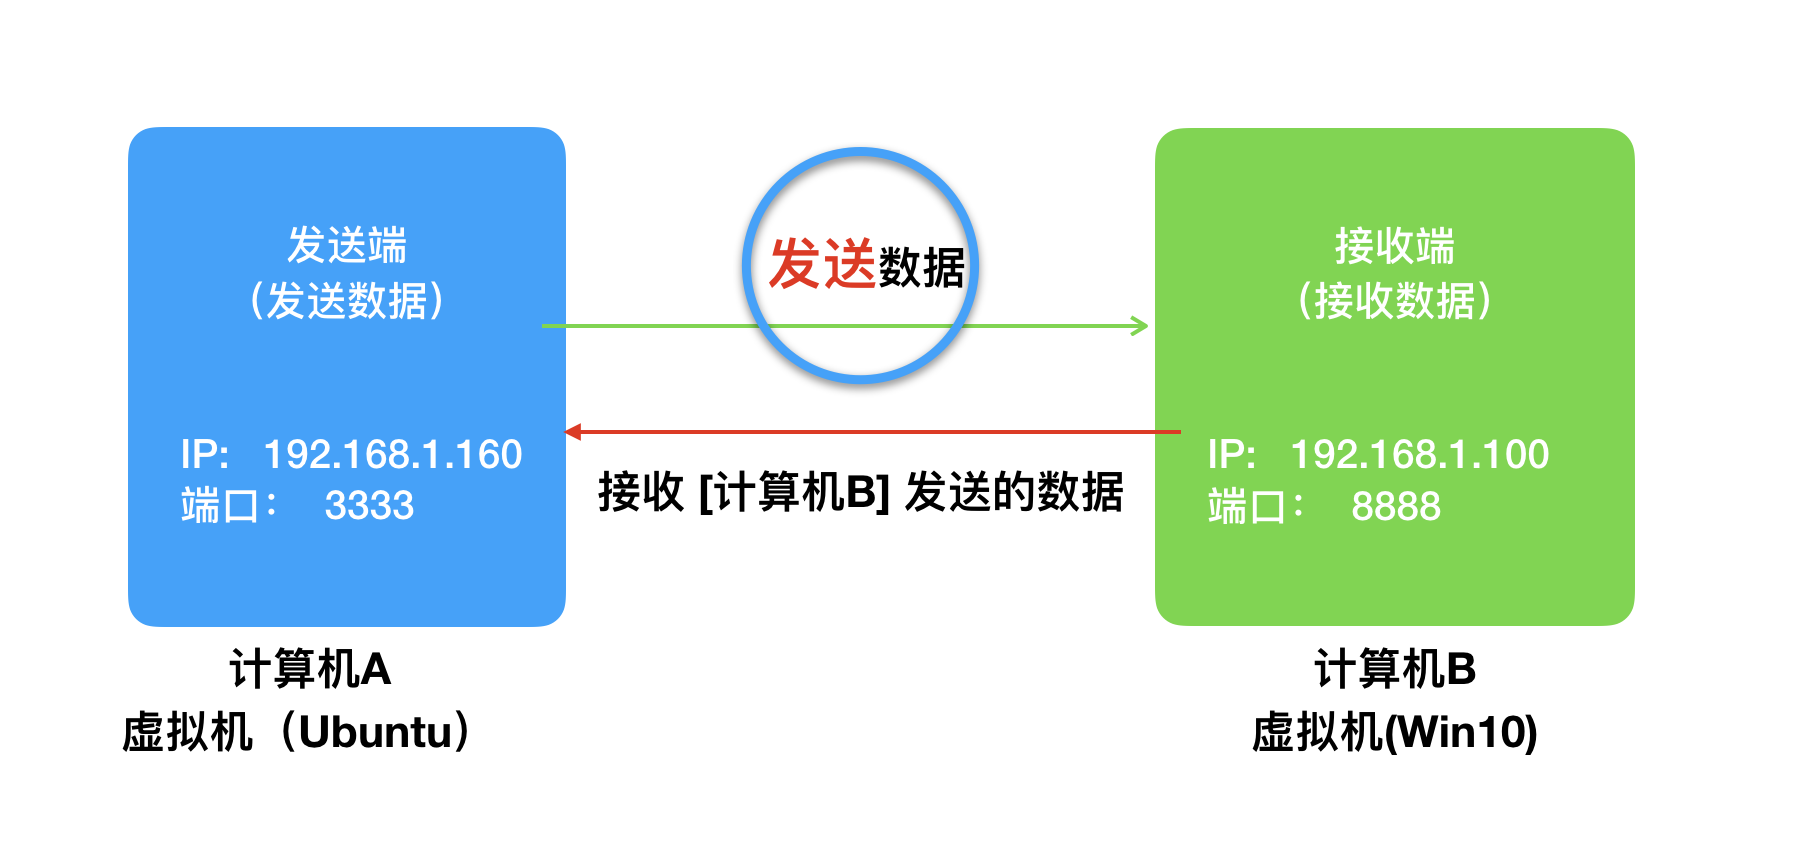 发送端
（发送数据）
IP: 192.168.1.160
端口： 3333
计算机A
虚拟机（Ubuntu）
发送数据
接收 [计算机B] 发送的数据
接收端
（接收数据）
IP: 192.168.1.100
端口： 8888
计算机B
虚拟机(Win10)